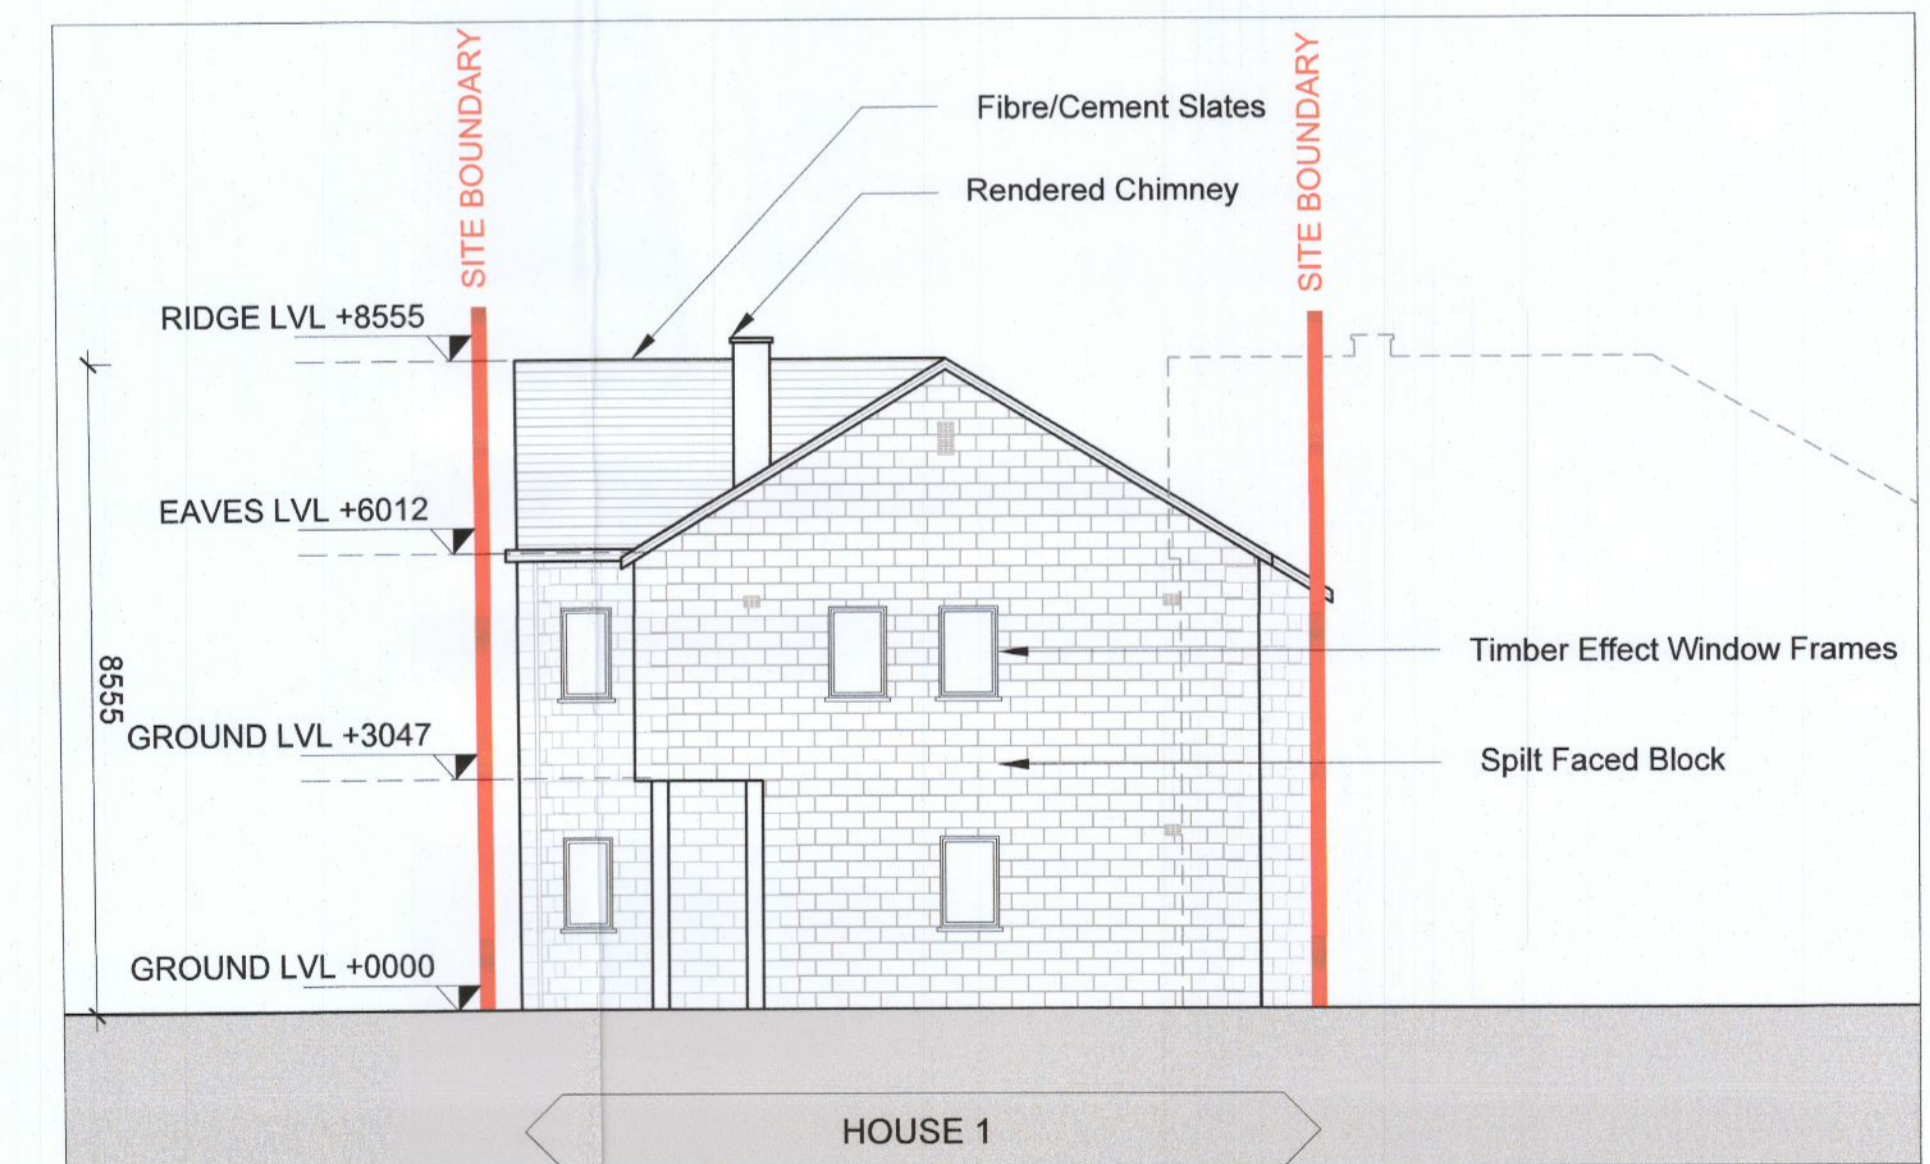 SITE BOUNDARY
SITE BOUNDARY
Fibre/Cement Slates
Rendered Chimney
RIDGE LVL +8555
EAVES LVL +6012
Timber Effect Window Frames
8555
GROUND LVL +3047
Spilt Faced Block
GROUND LVL +0000
HOUSE 1